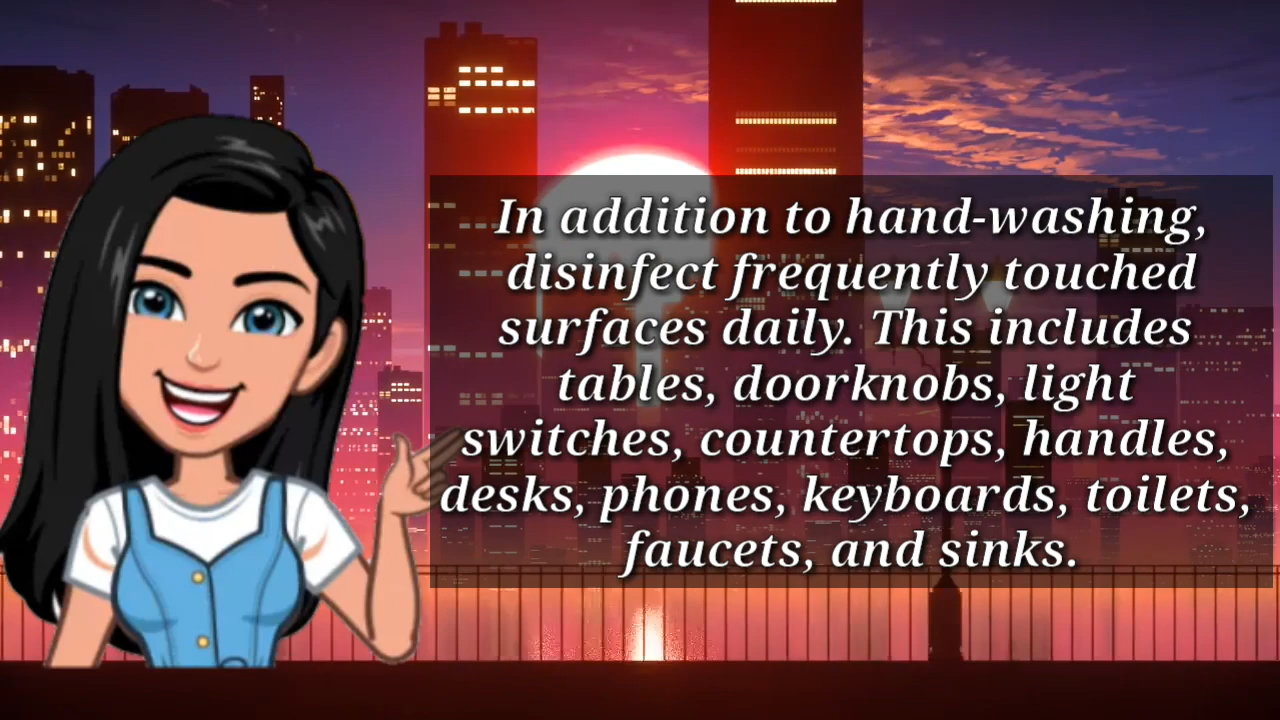 In addition to hand-washing,
disinfect frequently touched
surfaces daily. This includes
tables, doorknobs, light
switches, countertops, handles,
desks, phones, keyboards, toilets,
faucets, and sinks.